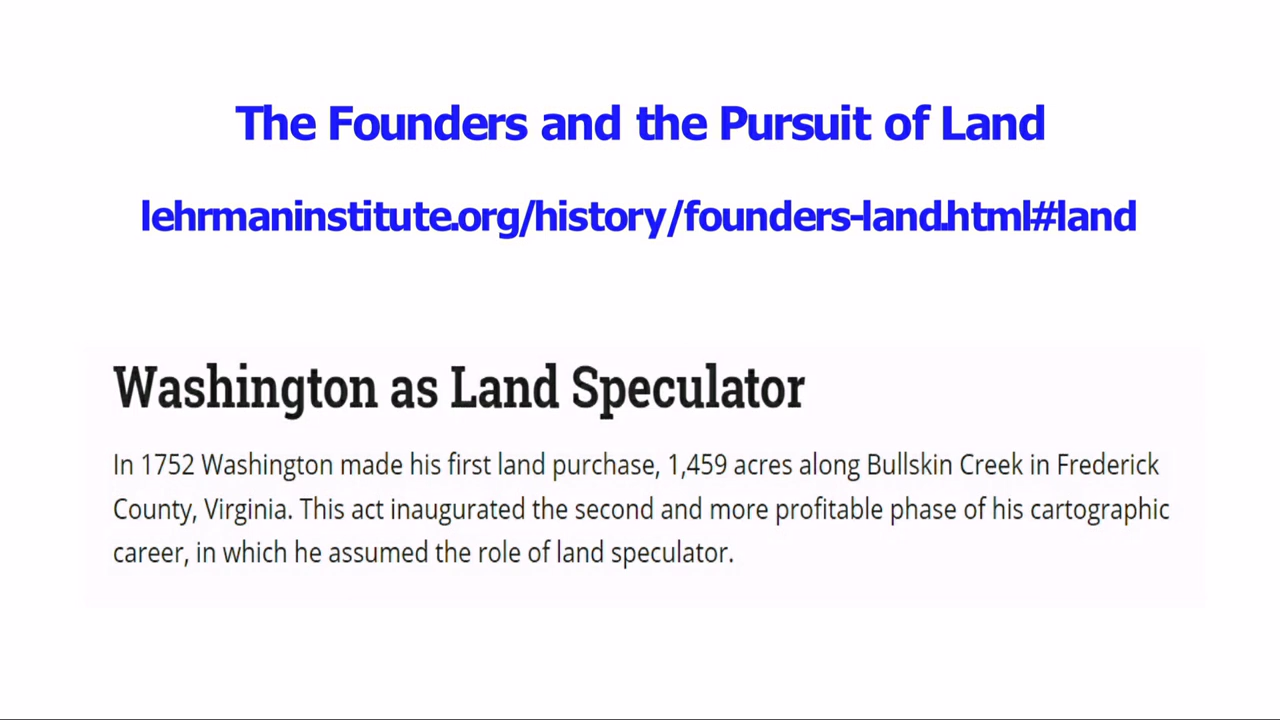 The Founders and the Pursuit of Land
lehrmaninstitute.org/history/founders-land.html#land
Washington as Land Speculator
In 1752 Washington made his first land purchase, 1,459 acres along Bullskin Creek in Frederick
County, Virginia. This act inaugurated the second and more profitable phase of his cartographic
career, in which he assumed the role of land speculator.